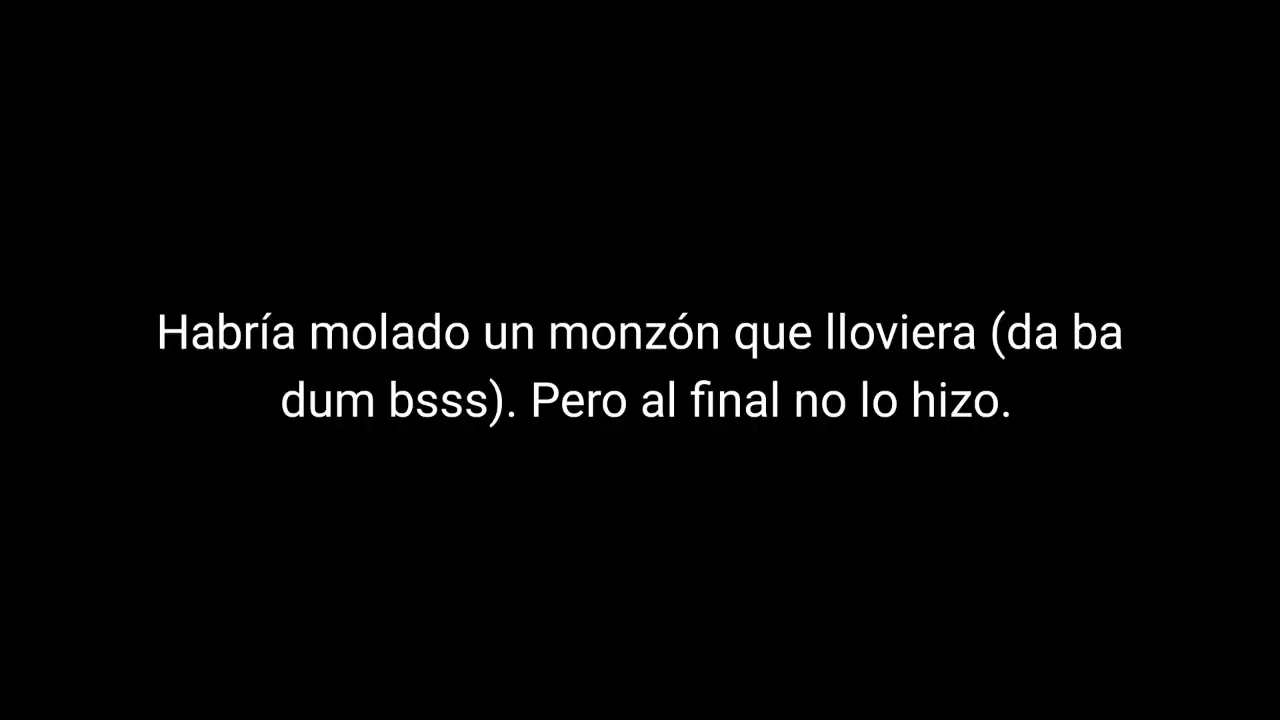 Habría molado un monzón que lloviera (da ba
dum bsss). Pero al final no lo hizo.